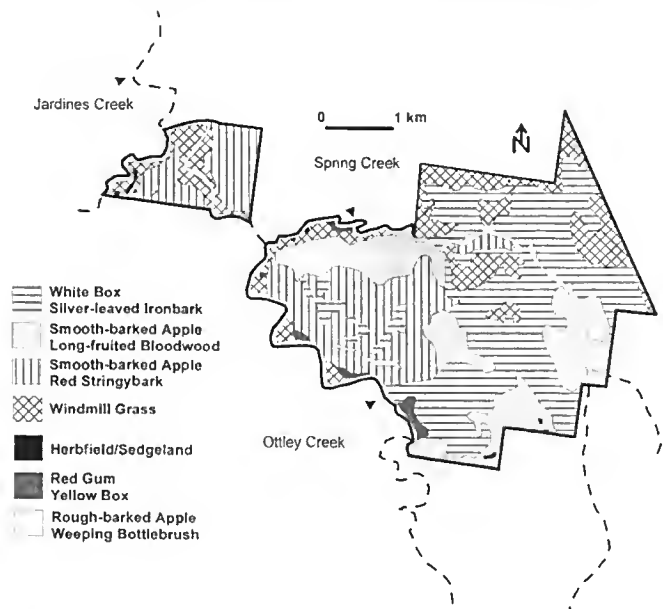 Jardines Creek
0 1 km
N
Spnng Creek
White Box
Silver-leaved Ironbark
Smooth-barked Apple
Long-fruited Bloodwood
Smooth-barked Apple
Red Stringybark
Windmill Grass
Herbfield/Sedgeland
Ottley Creek
Red Gum
Yellow Box
Rough-barked Apple
Weeping Bottlebrush